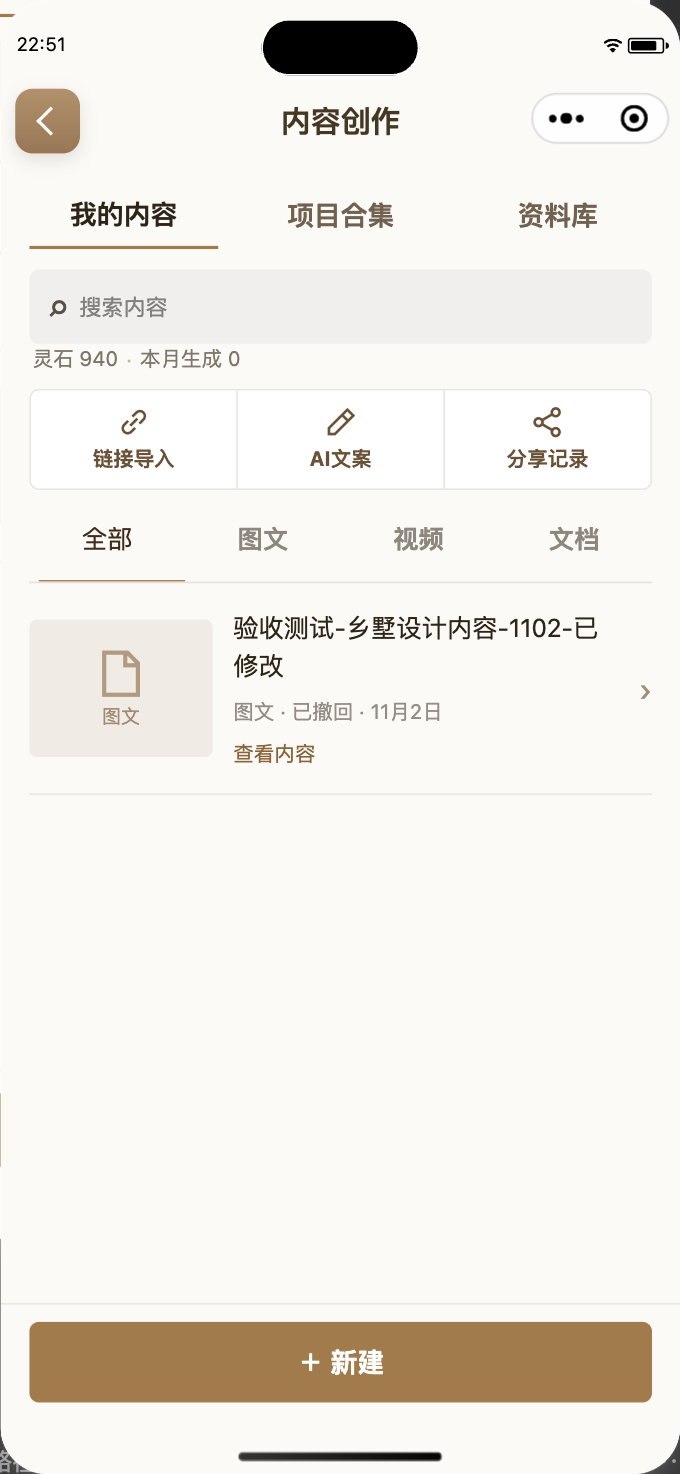 22:51
内容创作
我的内容 项目合集 资料库
搜索内容
灵石 940 · 本月生成 0
链接导入 AI文案 分享记录
全部 图文 视频 文档
图文
验收测试-乡墅设计内容-1102-已
修改
图文 · 已撤回 · 11月2日
查看内容
+ 新建